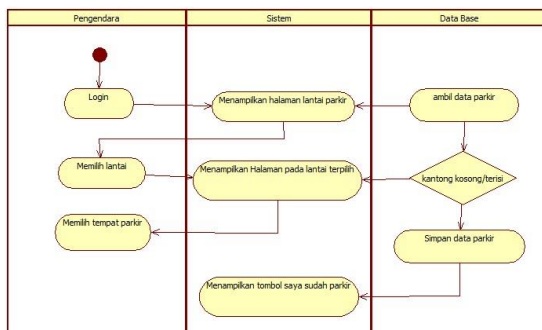 Pengendara
Sistem
Data Base
Login
Menampilkan halaman lantai parkir
ambil data parkir
Memilih lantai
Menampilkan Halaman pada lantai terpilih
kantong kosong/terisi
Memilih tempat parkir
Simpan data parkir
Menampilkan tombol saya sudah parkir